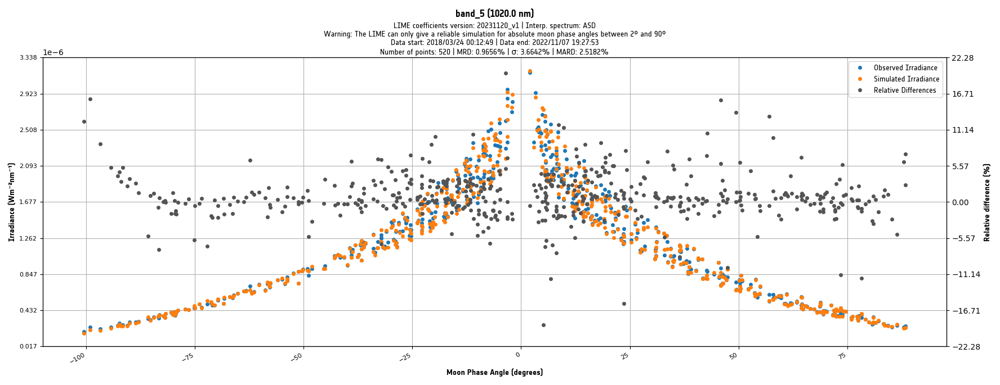 band_5 (1020.0 nm)
LIME coefficients version: 20231120_v1 | Interp. spectrum: ASD
Warning: The LIME can only give a reliable simulation for absolute moon phase angles between 2º and 90º
Data start: 2018/03/24 00:12:49 | Data end: 2022/11/07 19:27:53
Number of points: 520 | MRD: 0.9656% | σ: 3.6642% | MARD: 2.5182%
1e−6
3.338
2.923
2.508
2.093
1.677
1.262
0.847
0.432
0.017
Irradiance (Wm⁻²nm⁻¹)
Observed Irradiance
Simulated Irradiance
Relative Differences
22.28
16.71
11.14
5.57
0.00
−5.57
−11.14
−16.71
−22.28
Relative difference (%)
−100
−75
−50
−25
0
25
50
75
Moon Phase Angle (degrees)